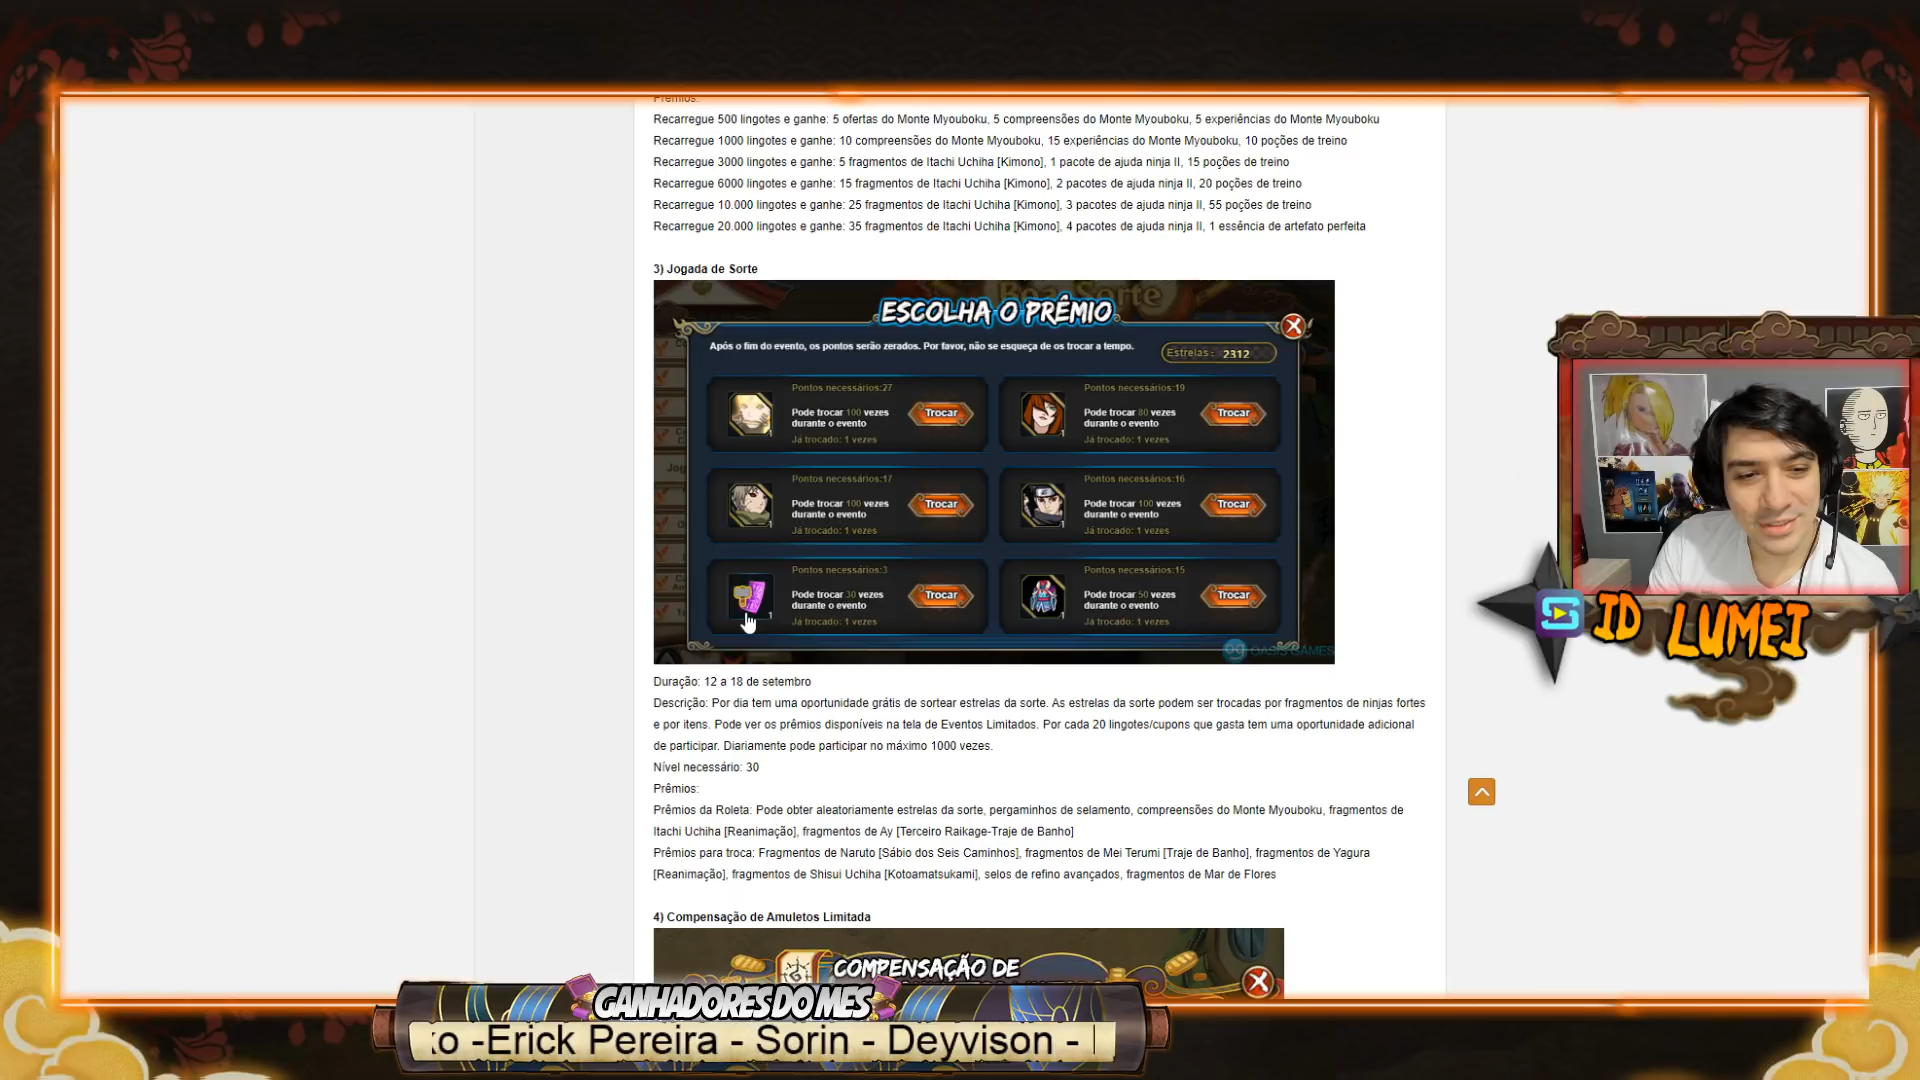 Prêmios:
Recarregue 500 lingotes e ganhe: 5 ofertas do Monte Myouboku, 5 compreensões do Monte Myouboku, 5 experiências do Monte Myouboku
Recarregue 1000 lingotes e ganhe: 10 compreensões do Monte Myouboku, 15 experiências do Monte Myouboku, 10 poções de treino
Recarregue 3000 lingotes e ganhe: 5 fragmentos de Itachi Uchiha [Kimono], 1 pacote de ajuda ninja II, 15 poções de treino
Recarregue 6000 lingotes e ganhe: 15 fragmentos de Itachi Uchiha [Kimono], 2 pacotes de ajuda ninja II, 20 poções de treino
Recarregue 10.000 lingotes e ganhe: 25 fragmentos de Itachi Uchiha [Kimono], 3 pacotes de ajuda ninja II, 55 poções de treino
Recarregue 20.000 lingotes e ganhe: 35 fragmentos de Itachi Uchiha [Kimono], 4 pacotes de ajuda ninja II, 1 essência de artefato perfeita
3) Jogada de Sorte
Boa Sorte
ESCOLHA O PRÊMIO
Após o fim do evento, os pontos serão zerados. Por favor, não se esqueça de os trocar a tempo.
Estrelas: 2312
Pontos necessários:27
Pode trocar 100 vezes
durante o evento
Já trocado: 1 vezes
Trocar
Pontos necessários:19
Pode trocar 80 vezes
durante o evento
Já trocado: 1 vezes
Trocar
Pontos necessários:17
Pode trocar 100 vezes
durante o evento
Já trocado: 1 vezes
Trocar
Pontos necessários:16
Pode trocar 100 vezes
durante o evento
Já trocado: 1 vezes
Trocar
Pontos necessários:3
Pode trocar 30 vezes
durante o evento
Já trocado: 1 vezes
Trocar
Pontos necessários:15
Pode trocar 50 vezes
durante o evento
Já trocado: 1 vezes
Trocar
OASIS GAMES
Duração: 12 a 18 de setembro
Descrição: Por dia tem uma oportunidade grátis de sortear estrelas da sorte. As estrelas da sorte podem ser trocadas por fragmentos de ninjas fortes
e por itens. Pode ver os prêmios disponíveis na tela de Eventos Limitados. Por cada 20 lingotes/cupons que gasta tem uma oportunidade adicional
de participar. Diariamente pode participar no máximo 1000 vezes.
Nível necessário: 30
Prêmios:
Prêmios da Roleta: Pode obter aleatoriamente estrelas da sorte, pergaminhos de selamento, compreensões do Monte Myouboku, fragmentos de
Itachi Uchiha [Reanimação], fragmentos de Ay [Terceiro Raikage-Traje de Banho]
Prêmios para troca: Fragmentos de Naruto [Sábio dos Seis Caminhos], fragmentos de Mei Terumi [Traje de Banho], fragmentos de Yagura
[Reanimação], fragmentos de Shisui Uchiha [Kotoamatsukami], selos de refino avançados, fragmentos de Mar de Flores
4) Compensação de Amuletos Limitada
COMPENSAÇÃO DE
ID LUMEI
GANHADORES DO MES
ko -Erick Pereira - Sorin - Deyvison -